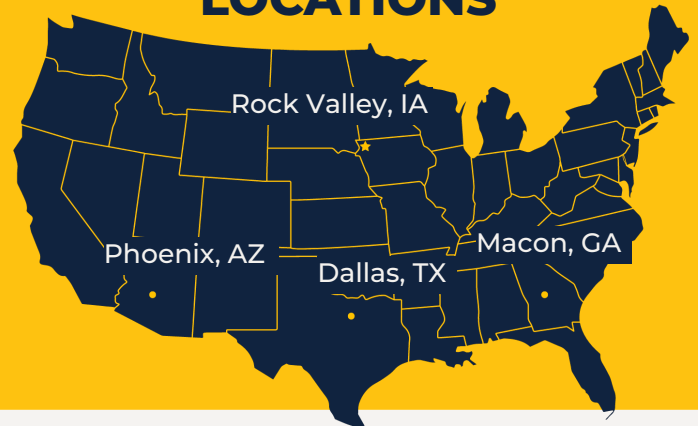 LOCATIONS
Rock Valley, IA
Macon, GA
Phoenix, AZ
Dallas, TX